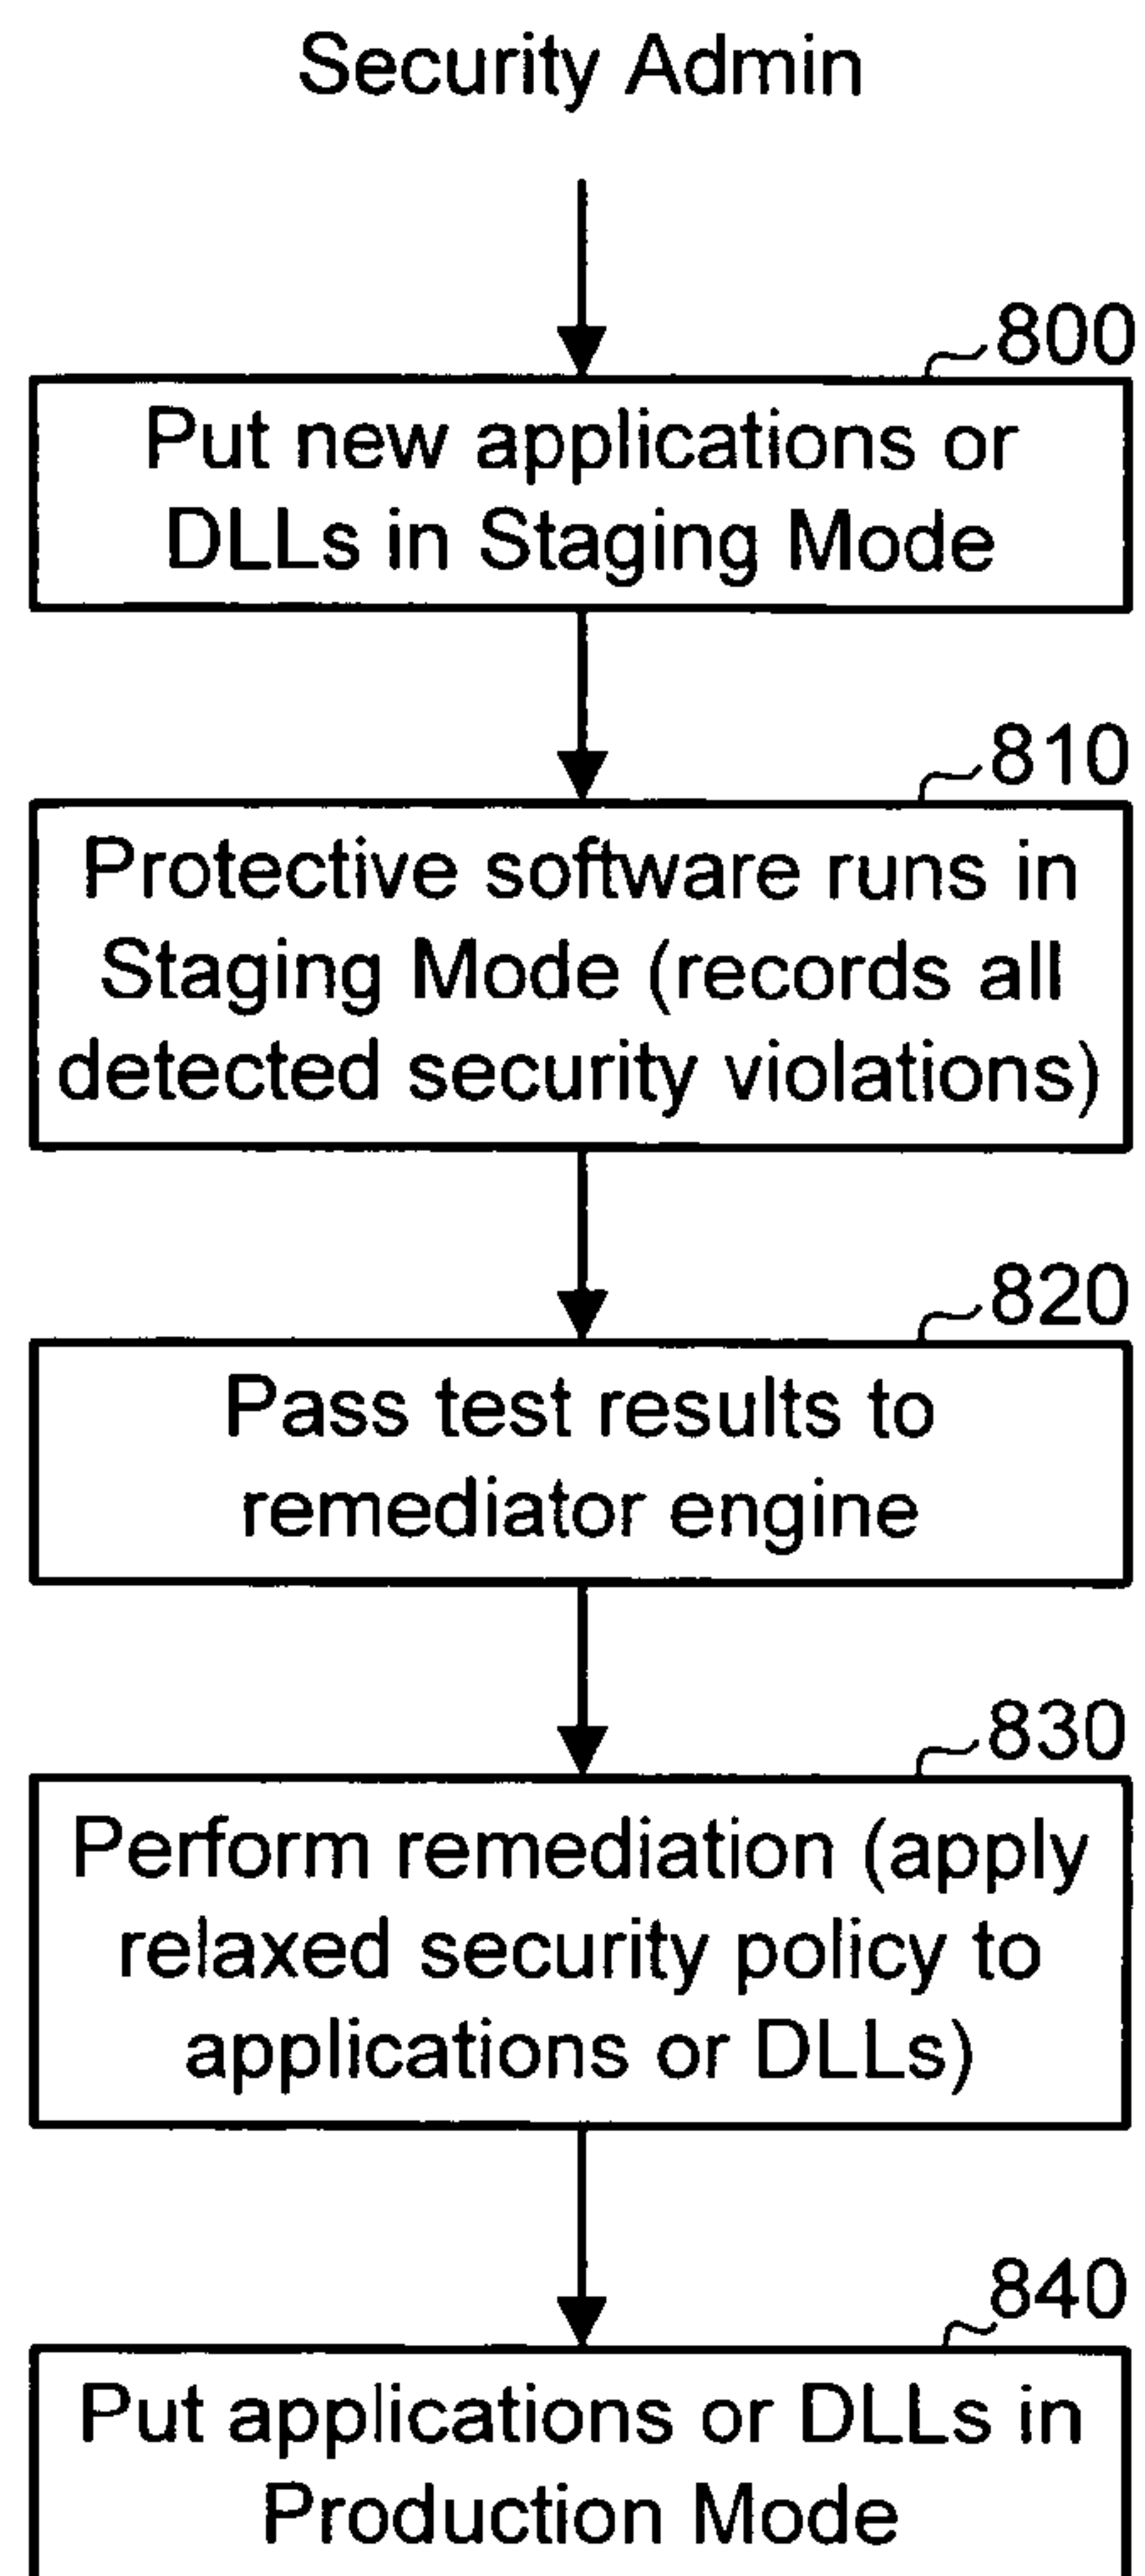 Security Admin
800
Put new applications or
DLLs in Staging Mode
810
Protective software runs in
Staging Mode (records all
detected security violations)
820
Pass test results to
remediator engine
830
Perform remediation (apply
relaxed security policy to
applications or DLLs)
840
Put applications or DLLs in
Production Mode